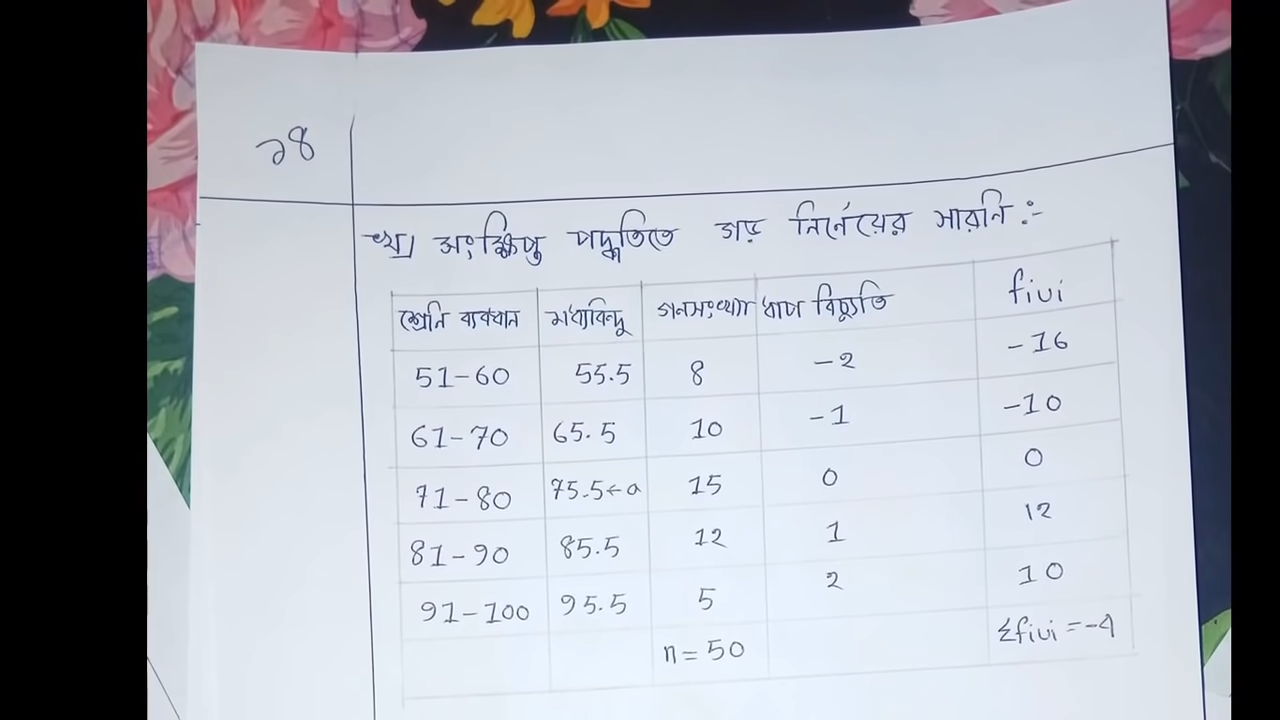 ১৪
খ। সংক্ষিপ্ত পদ্ধতিতে গড় নির্ণয়ের সারনি :-
শ্রেনি ব্যবধান মধ্যবিন্দু গনসংখ্যা ধাপ বিচ্যুতি fiui
51-60 55.5 8 -2 -16
61-70 65.5 10 -1 -10
71-80 75.5←a 15 0 0
81-90 85.5 12 1 12
91-100 95.5 5 2 10
n=50 Σfiui=-4